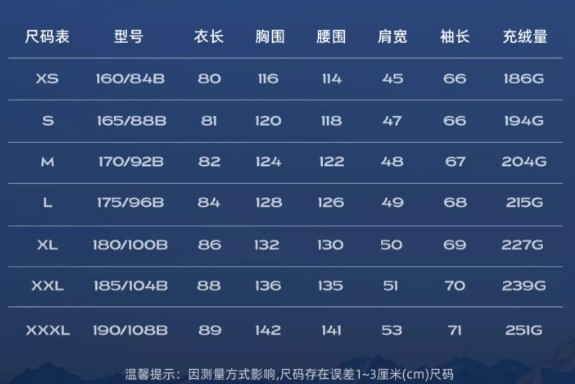 尺码表 型号 衣长 胸围 腰围 肩宽 袖长 充绒量
XS 160/84B 80 116 114 45 66 186G
S 165/88B 81 120 118 47 66 194G
M 170/92B 82 124 122 48 67 204G
L 175/96B 84 128 126 49 68 215G
XL 180/100B 86 132 130 50 69 227G
XXL 185/104B 88 136 135 51 70 239G
XXXL 190/108B 89 142 141 53 71 251G
温馨提示：因测量方式影响,尺码存在误差1~3厘米(cm)尺码